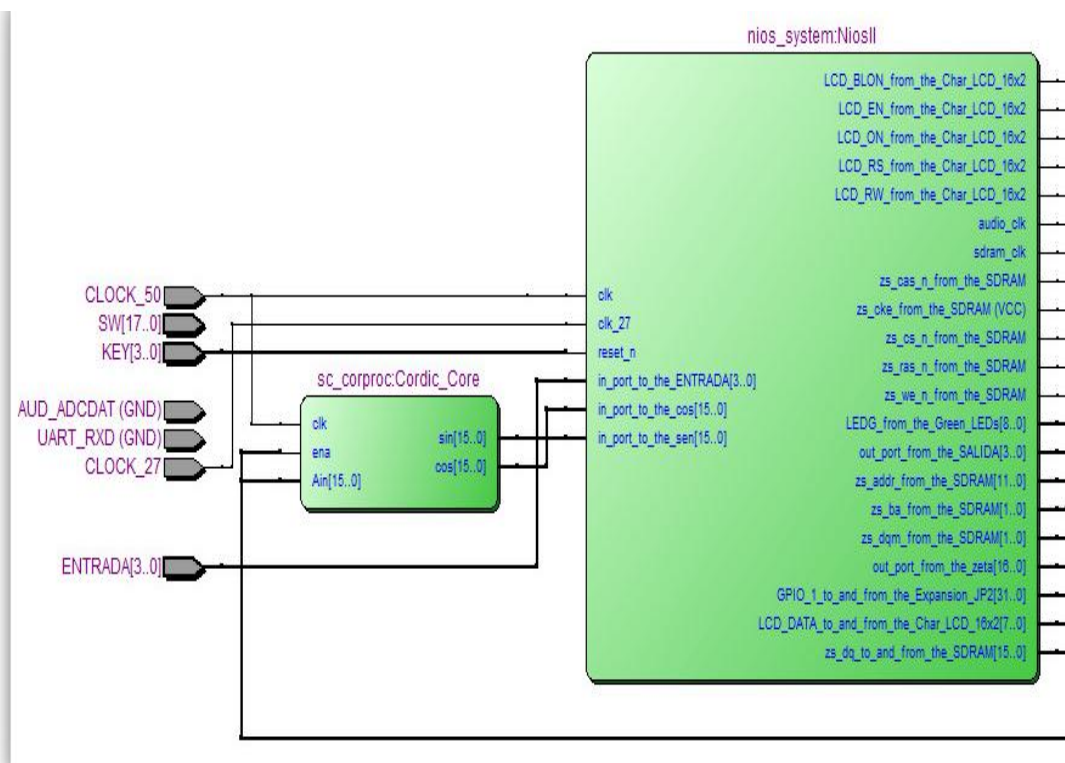 nios_system:NiosII
LCD_BLON_from_the_Char_LCD_16x2
LCD_EN_from_the_Char_LCD_16x2
LCD_ON_from_the_Char_LCD_16x2
LCD_RS_from_the_Char_LCD_16x2
LCD_RW_from_the_Char_LCD_16x2
audio_clk
sdram_clk
zs_cas_n_from_the_SDRAM
zs_cke_from_the_SDRAM (VCC)
zs_cs_n_from_the_SDRAM
zs_ras_n_from_the_SDRAM
zs_we_n_from_the_SDRAM
LEDG_from_the_Green_LEDs[8..0]
out_port_from_the_SALIDA[3..0]
zs_addr_from_the_SDRAM[11..0]
zs_ba_from_the_SDRAM[1..0]
zs_dqm_from_the_SDRAM[1..0]
out_port_from_the_zeta[16..0]
GPIO_1_to_and_from_the_Expansion_JP2[31..0]
LCD_DATA_to_and_from_the_Char_LCD_16x2[7..0]
zs_dq_to_and_from_the_SDRAM[15..0]
clk
clk_27
reset_n
in_port_to_the_ENTRADA[3..0]
in_port_to_the_cos[15..0]
in_port_to_the_sen[15..0]
CLOCK_50
SW[17..0]
KEY[3..0]
AUD_ADCDAT (GND)
UART_RXD (GND)
CLOCK_27
ENTRADA[3..0]
sc_corproc:Cordic_Core
clk
ena
Ain[15..0]
sin[15..0]
cos[15..0]